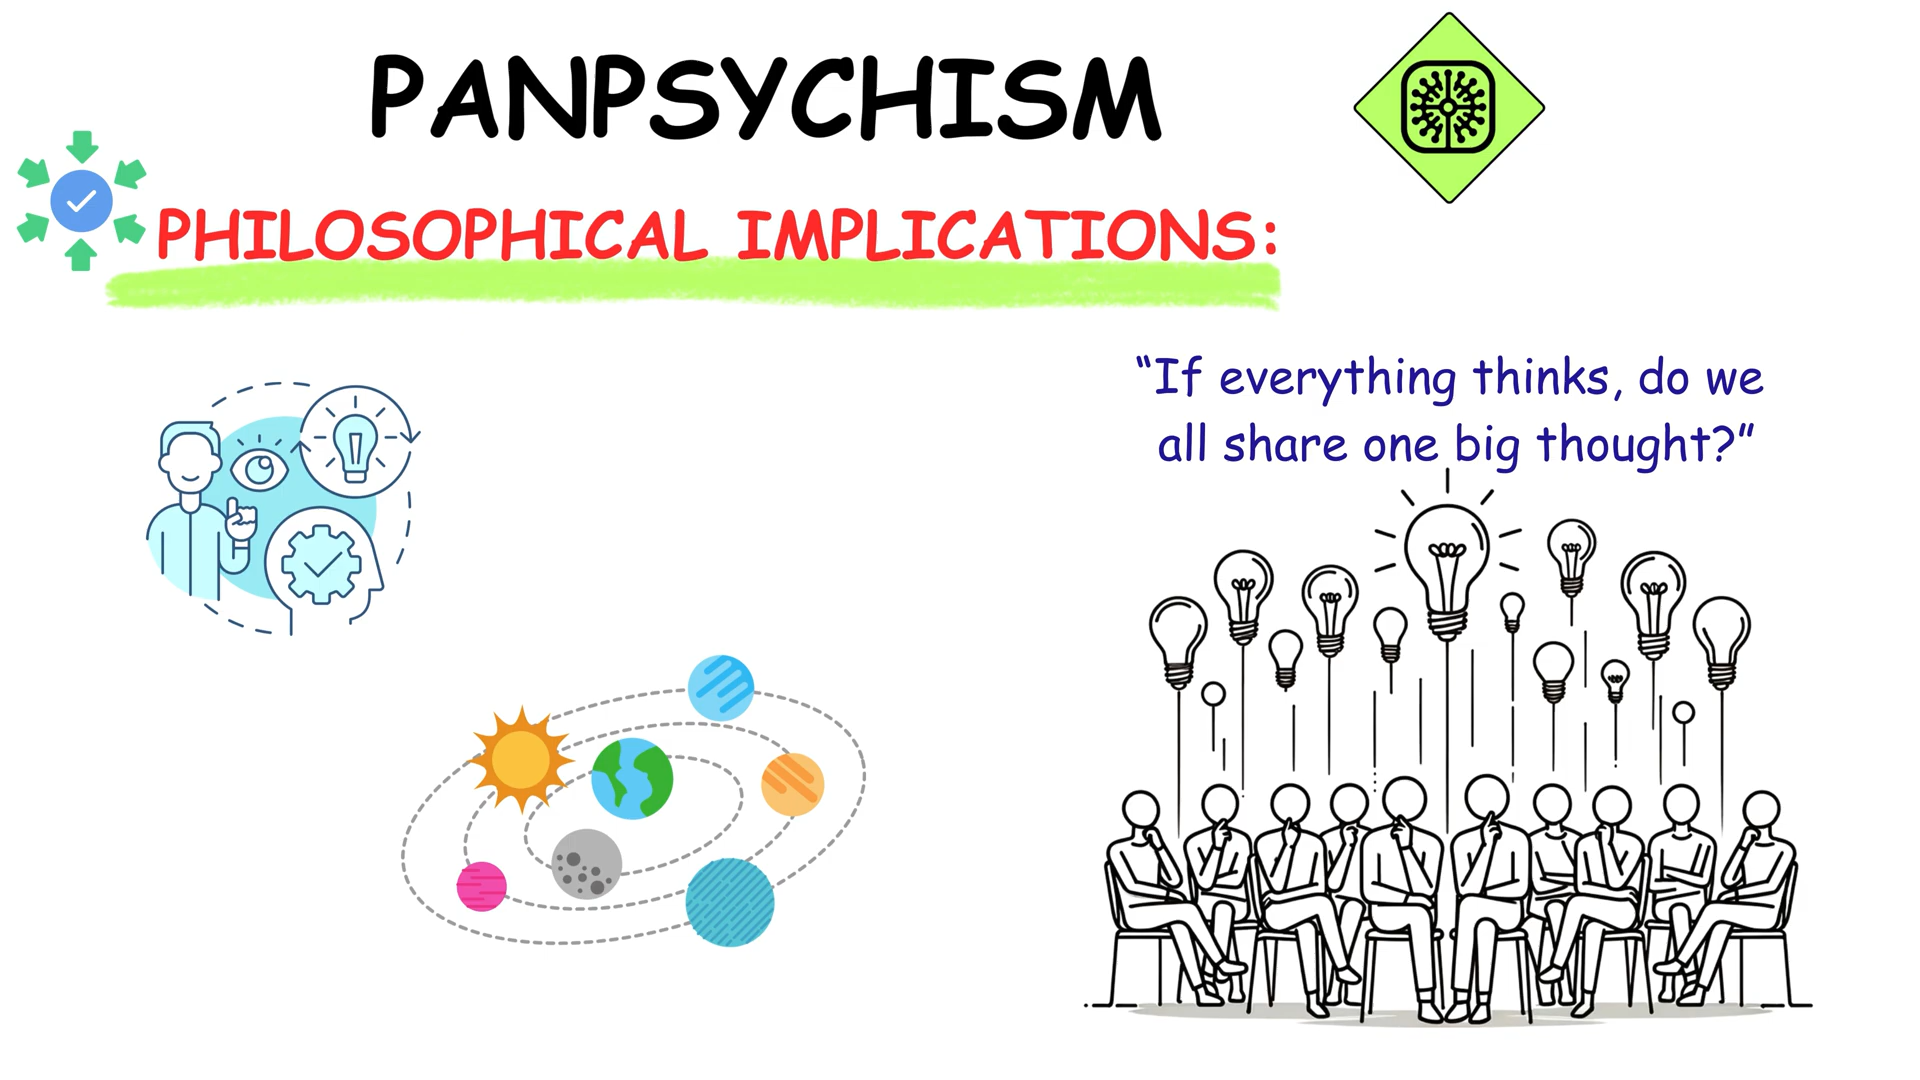 PANPSYCHISM
PHILOSOPHICAL IMPLICATIONS:
“If everything thinks, do we
all share one big thought?”